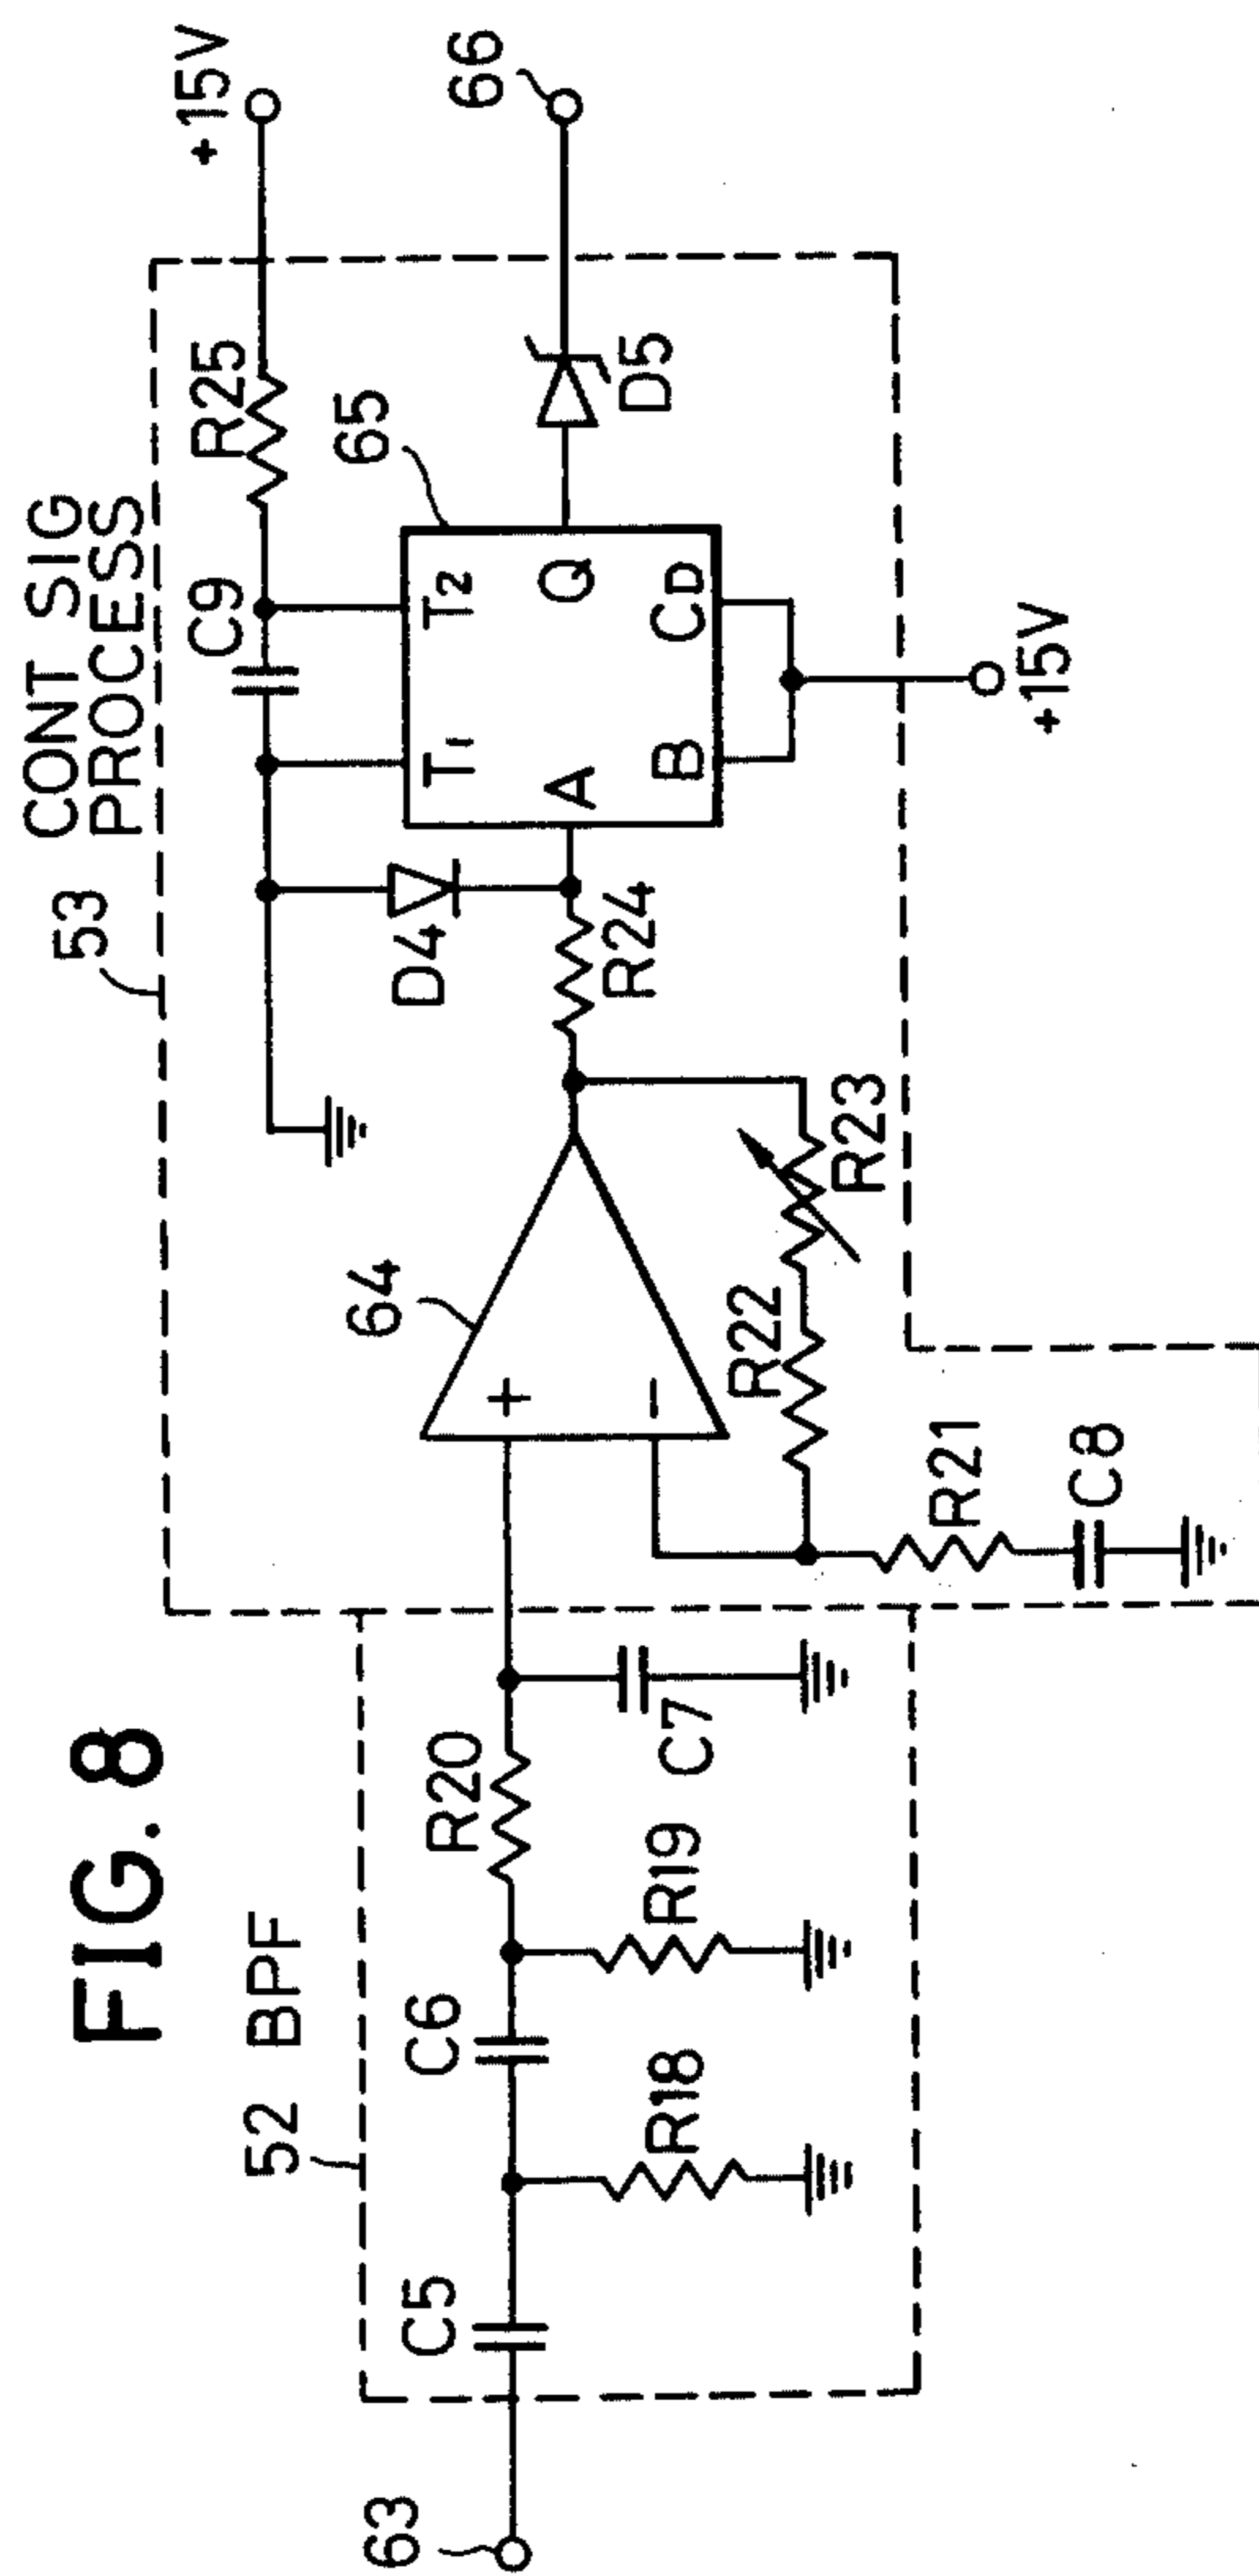 FIG. 8
53
CONT SIG
PROCESS
+15V
R25
C9
65
66
T1
T2
D4
A
Q
D5
B
CD
+15V
64
R24
+
−
R22
R23
R21
C8
52 BPF
63
C5
C6
R20
R18
R19
C7